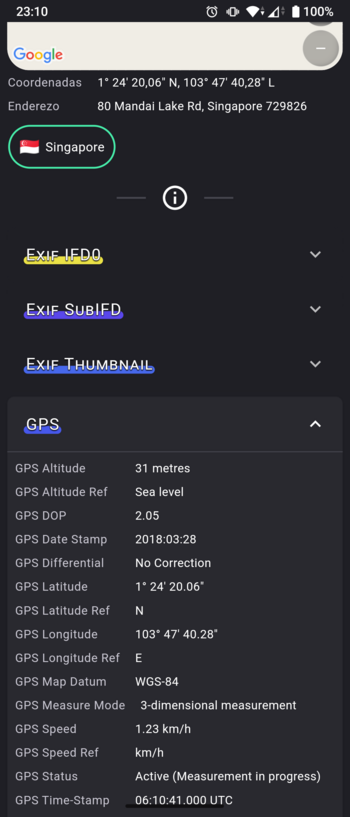 23:10
100%
Google
Coordenadas 1° 24' 20,06" N, 103° 47' 40,28" L
Enderezo 80 Mandai Lake Rd, Singapore 729826
Singapore
Exif IFD0
Exif SubIFD
Exif Thumbnail
GPS
GPS Altitude 31 metres
GPS Altitude Ref Sea level
GPS DOP 2.05
GPS Date Stamp 2018:03:28
GPS Differential No Correction
GPS Latitude 1° 24' 20.06"
GPS Latitude Ref N
GPS Longitude 103° 47' 40.28"
GPS Longitude Ref E
GPS Map Datum WGS-84
GPS Measure Mode 3-dimensional measurement
GPS Speed 1.23 km/h
GPS Speed Ref km/h
GPS Status Active (Measurement in progress)
GPS Time-Stamp 06:10:41.000 UTC